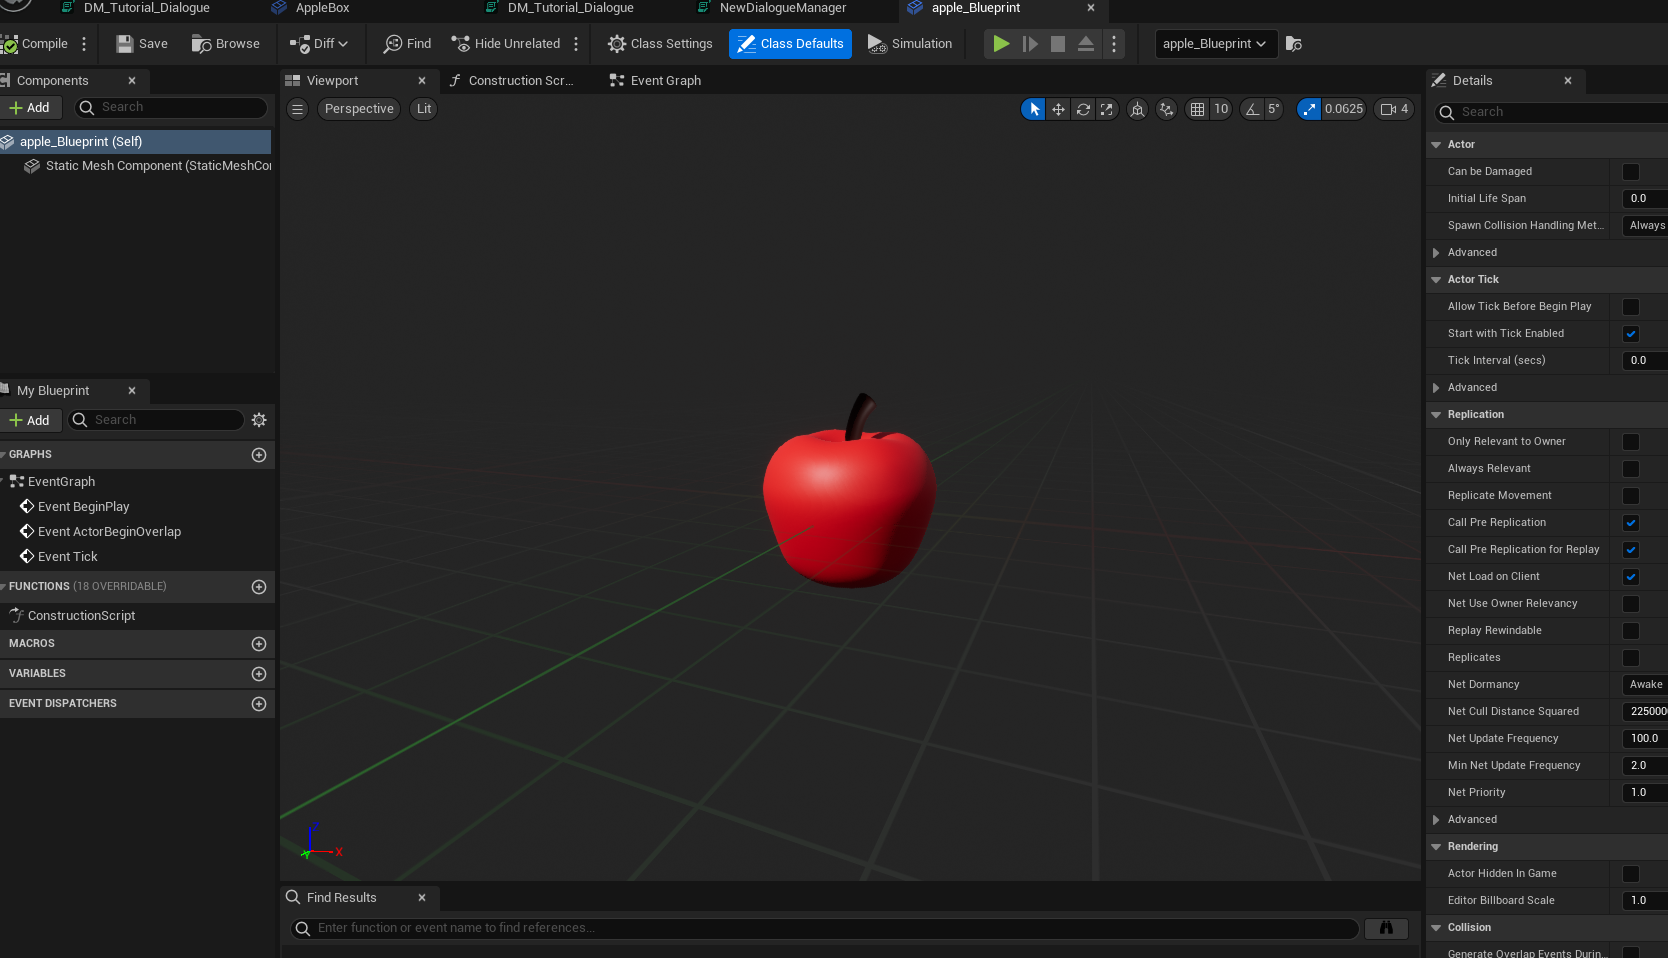 DM_Tutorial_Dialogue
AppleBox
DM_Tutorial_Dialogue
NewDialogueManager
apple_Blueprint
Compile
Save
Browse
Diff
Find
Hide Unrelated
Class Settings
Class Defaults
Simulation
apple_Blueprint
Components
Add
Search
apple_Blueprint (Self)
Static Mesh Component (StaticMeshCo
My Blueprint
Add
Search
GRAPHS
EventGraph
Event BeginPlay
Event ActorBeginOverlap
Event Tick
FUNCTIONS (18 OVERRIDABLE)
ConstructionScript
MACROS
VARIABLES
EVENT DISPATCHERS
Viewport
Construction Scr...
Event Graph
Perspective
Lit
10
5°
0.0625
4
Z
Y
X
Find Results
Enter function or event name to find references...
Details
Search
Actor
Can be Damaged
Initial Life Span 0.0
Spawn Collision Handling Met... Always
Advanced
Actor Tick
Allow Tick Before Begin Play
Start with Tick Enabled
Tick Interval (secs) 0.0
Advanced
Replication
Only Relevant to Owner
Always Relevant
Replicate Movement
Call Pre Replication
Call Pre Replication for Replay
Net Load on Client
Net Use Owner Relevancy
Replay Rewindable
Replicates
Net Dormancy Awake
Net Cull Distance Squared 225000
Net Update Frequency 100.0
Min Net Update Frequency 2.0
Net Priority 1.0
Advanced
Rendering
Actor Hidden In Game
Editor Billboard Scale 1.0
Collision
Generate Overlap Events Durin...